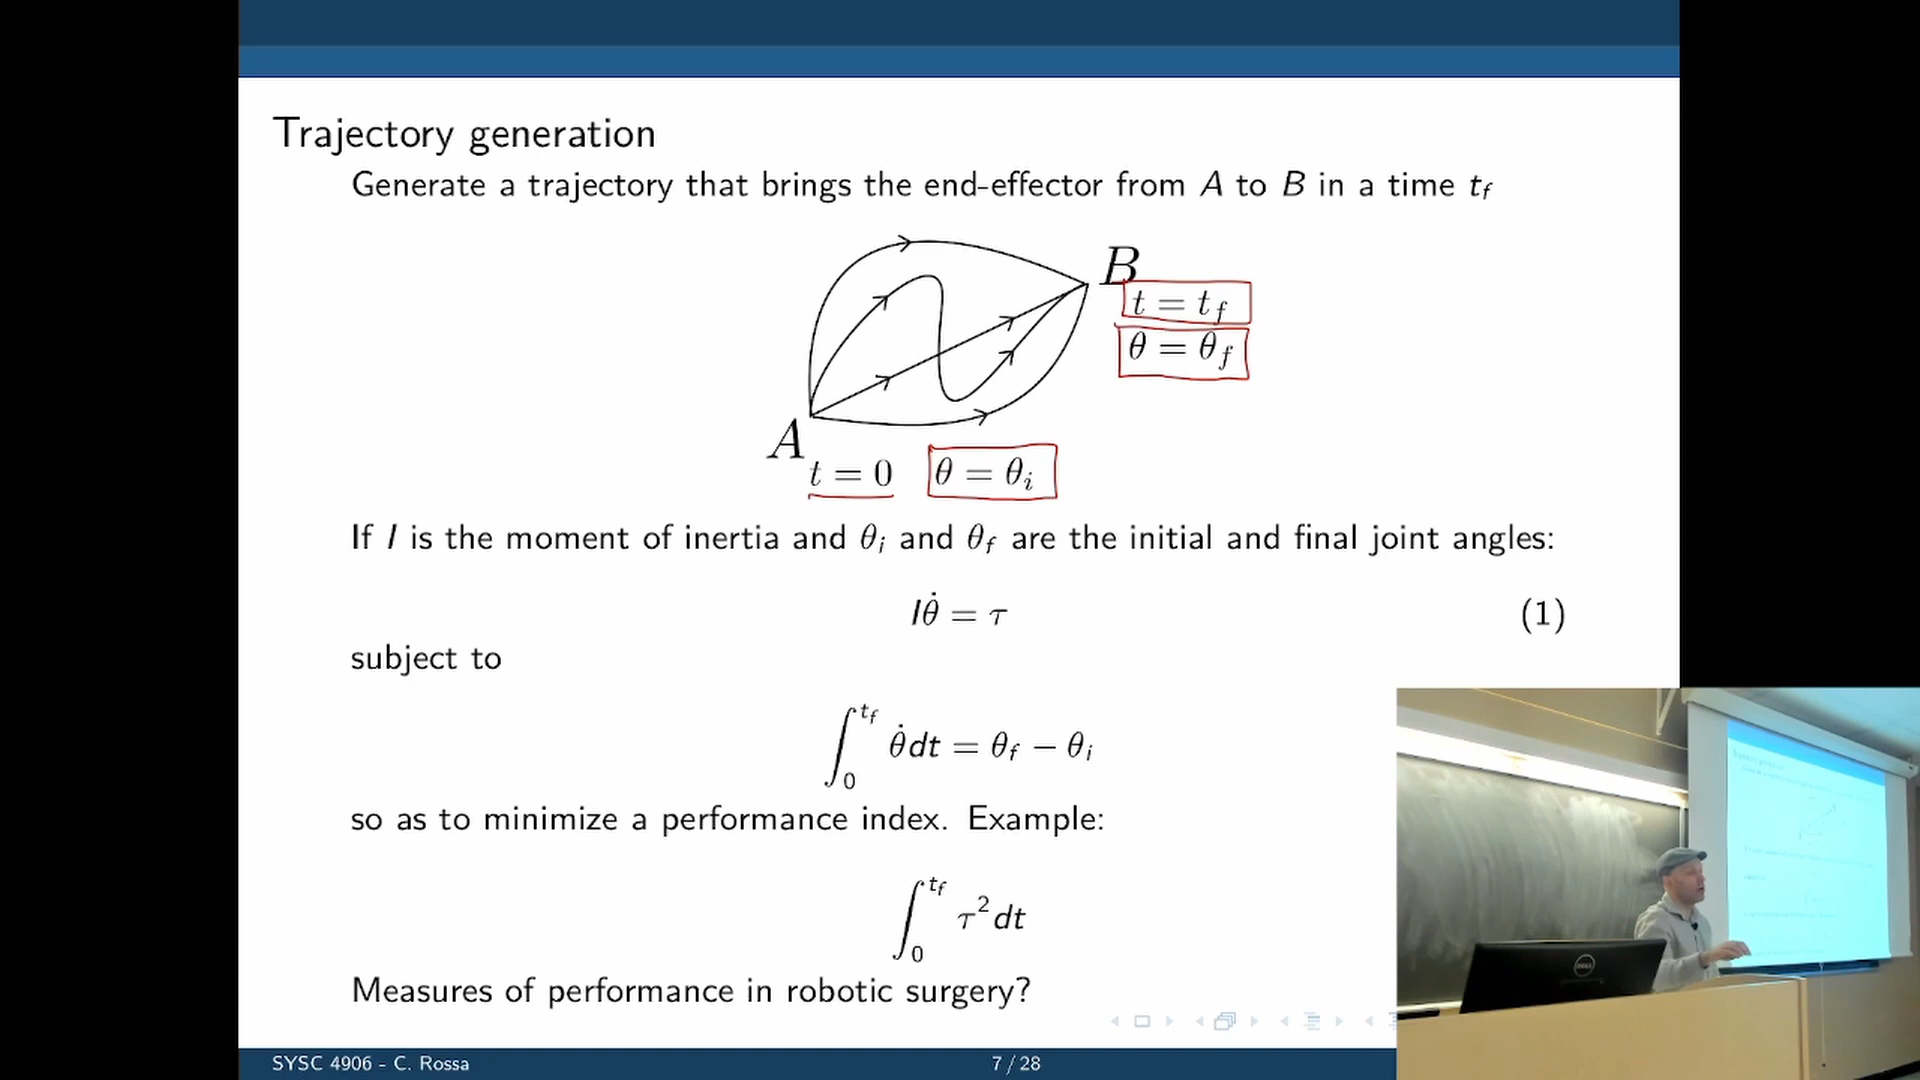 Trajectory generation
Generate a trajectory that brings the end-effector from A to B in a time t_f
B
t = t_f
θ = θ_f
A
t = 0 θ = θ_i
If I is the moment of inertia and θ_i and θ_f are the initial and final joint angles:
Iθ̇ = τ (1)
subject to
∫_0^{t_f} θ̇dt = θ_f − θ_i
so as to minimize a performance index. Example:
∫_0^{t_f} τ² dt
Measures of performance in robotic surgery?
SYSC 4906 - C. Rossa 7 / 28
DELL